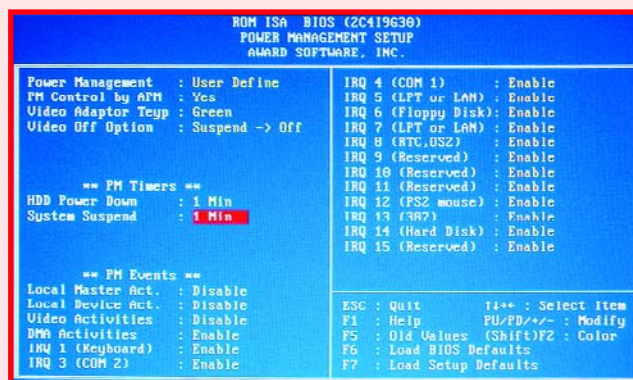 ROM ISA BIOS (2C4I9G30)
POWER MANAGEMENT SETUP
AWARD SOFTWARE, INC.
Power Management : User Define
PM Control by APM : Yes
Video Adaptor Teyp : Green
Video Off Option : Suspend -> Off
** PM Timers **
HDD Power Down : 1 Min
System Suspend : 1 Min
** PM Events **
Local Master Act. : Disable
Local Device Act. : Disable
Video Activities : Disable
DMA Activities : Enable
IRQ 1 (Keyboard) : Enable
IRQ 3 (COM 2) : Enable
IRQ 4 (COM 1) : Enable
IRQ 5 (LPT or LAN) : Enable
IRQ 6 (Floppy Disk): Enable
IRQ 7 (LPT or LAN) : Enable
IRQ 8 (RTC,OSZ) : Enable
IRQ 9 (Reserved) : Enable
IRQ 10 (Reserved) : Enable
IRQ 11 (Reserved) : Enable
IRQ 12 (PS2 mouse) : Enable
IRQ 13 (387) : Enable
IRQ 14 (Hard Disk) : Enable
IRQ 15 (Reserved) : Enable
ESC : Quit ↑↓→← : Select Item
F1 : Help PU/PD/+/- : Modify
F5 : Old Values (Shift)F2 : Color
F6 : Load BIOS Defaults
F7 : Load Setup Defaults